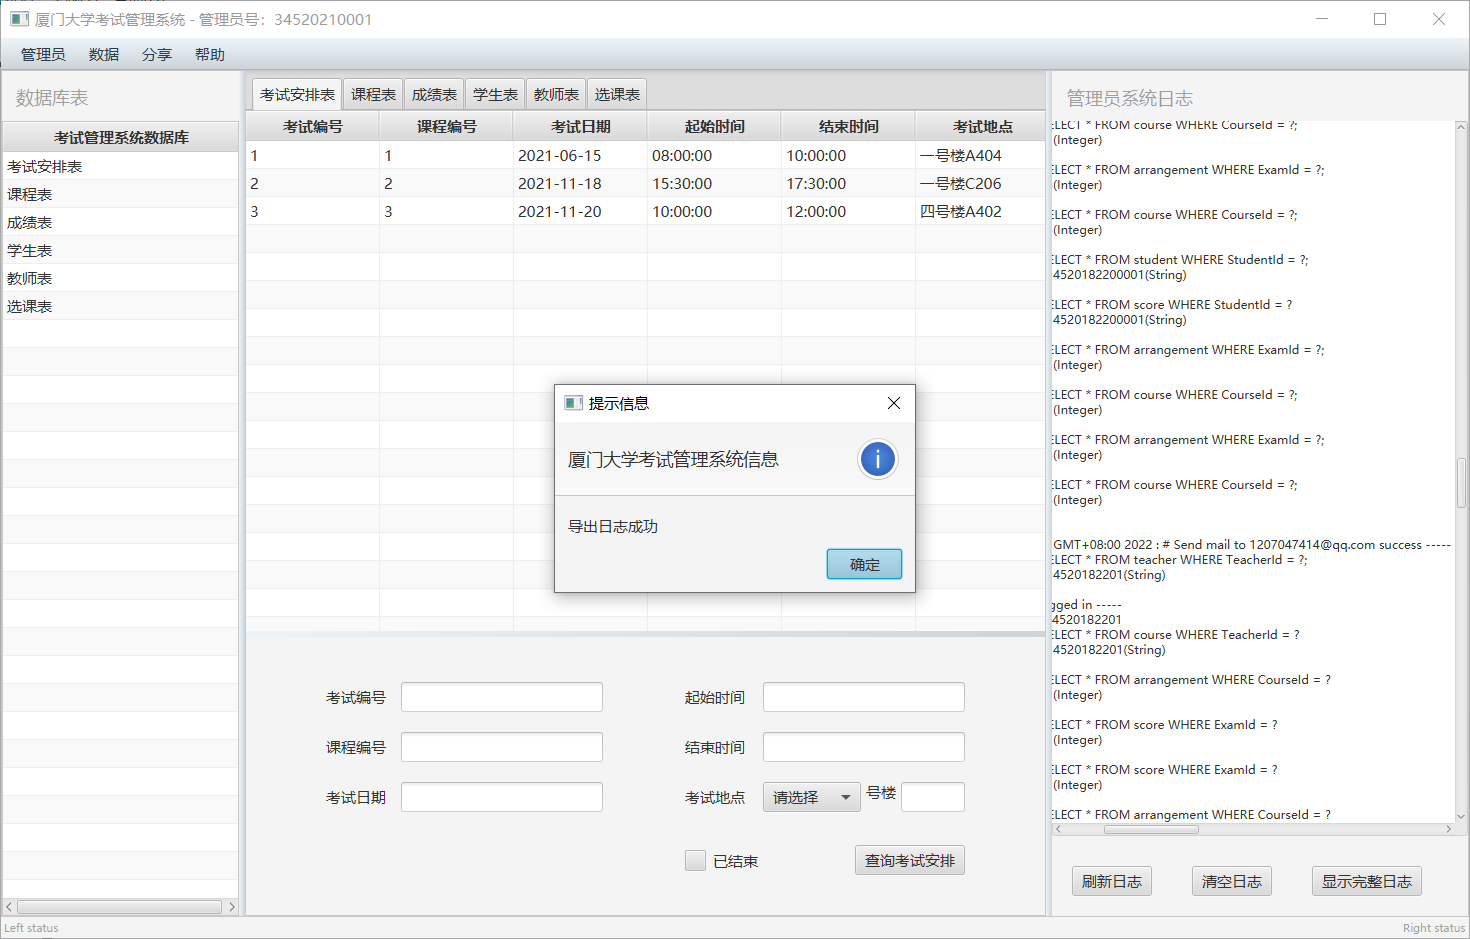 厦门大学考试管理系统 - 管理员号：34520210001
管理员 数据 分享 帮助
数据库表
考试管理系统数据库
考试安排表
课程表
成绩表
学生表
教师表
选课表
考试安排表 课程表 成绩表 学生表 教师表 选课表
考试编号 课程编号 考试日期 起始时间 结束时间 考试地点
1 1 2021-06-15 08:00:00 10:00:00 一号楼A404
2 2 2021-11-18 15:30:00 17:30:00 一号楼C206
3 3 2021-11-20 10:00:00 12:00:00 四号楼A402
提示信息
厦门大学考试管理系统信息
导出日志成功
确定
考试编号 起始时间
课程编号 结束时间
考试日期 考试地点 请选择 号楼
已结束 查询考试安排
管理员系统日志
ELECT * FROM course WHERE CourseId = ?;
(Integer)
ELECT * FROM arrangement WHERE ExamId = ?;
(Integer)
ELECT * FROM course WHERE CourseId = ?;
(Integer)
ELECT * FROM student WHERE StudentId = ?;
4520182200001(String)
ELECT * FROM score WHERE StudentId = ?
4520182200001(String)
ELECT * FROM arrangement WHERE ExamId = ?;
(Integer)
ELECT * FROM course WHERE CourseId = ?;
(Integer)
ELECT * FROM arrangement WHERE ExamId = ?;
(Integer)
ELECT * FROM course WHERE CourseId = ?;
(Integer)
GMT+08:00 2022 : # Send mail to 1207047414@qq.com success -----
ELECT * FROM teacher WHERE TeacherId = ?;
4520182201(String)
gged in -----
4520182201
ELECT * FROM course WHERE TeacherId = ?
4520182201(String)
ELECT * FROM arrangement WHERE CourseId = ?
(Integer)
ELECT * FROM score WHERE ExamId = ?
(Integer)
ELECT * FROM score WHERE ExamId = ?
(Integer)
ELECT * FROM arrangement WHERE CourseId = ?
刷新日志 清空日志 显示完整日志
Left status Right status